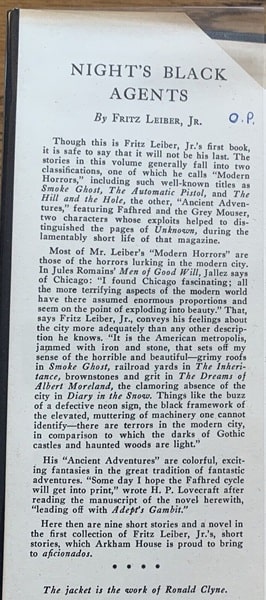 NIGHT'S BLACK
AGENTS
By FRITZ LEIBER, JR.
O.P.
Though this is Fritz Leiber, Jr.'s first book,
it is safe to say that it will not be his last. The
stories in this volume generally fall into two
classifications, one of which he calls "Modern
Horrors," including such well-known titles as
Smoke Ghost, The Automatic Pistol, and The
Hill and the Hole, the other, "Ancient Adven-
tures," featuring Fafhrd and the Grey Mouser,
two characters whose exploits helped to dis-
tinguished the pages of Unknown, during the
lamentably short life of that magazine.
Most of Mr. Leiber's "Modern Horrors" are
those of the horrors lurking in the modern city.
In Jules Romains' Men of Good Will, Jallez says
of Chicago: "I found Chicago fascinating; all
the more terrifying aspects of the modern world
have there assumed enormous proportions and
seem on the point of exploding into beauty." That,
says Fritz Leiber, Jr., conveys his feelings about
the city more adequately than any other descrip-
tion he knows. "It is the American metropolis,
jammed with iron and stone, that sets off my
sense of the horrible and beautiful—grimy roofs
in Smoke Ghost, railroad yards in The Inheri-
tance, brownstones and grit in The Dreams of
Albert Moreland, the clamoring absence of the
city in Diary in the Snow. Things like the buzz
of a defective neon sign, the black framework of
the elevated, muttering of machinery one cannot
identify—there are terrors in the modern city,
in comparison to which the darks of Gothic
castles and haunted woods are light."
His "Ancient Adventures" are colorful, excit-
ing fantasies in the great tradition of fantastic
adventures. "Some day I hope the Fafhrd cycle
will get into print," wrote H. P. Lovecraft after
reading the manuscript of the novel herewith,
"leading off with Adept's Gambit."
Here then are nine short stories and a novel in
the first collection of Fritz Leiber, Jr.'s, short
stories, which Arkham House is proud to bring
to aficionados.
* * * *
The jacket is the work of Ronald Clyne.